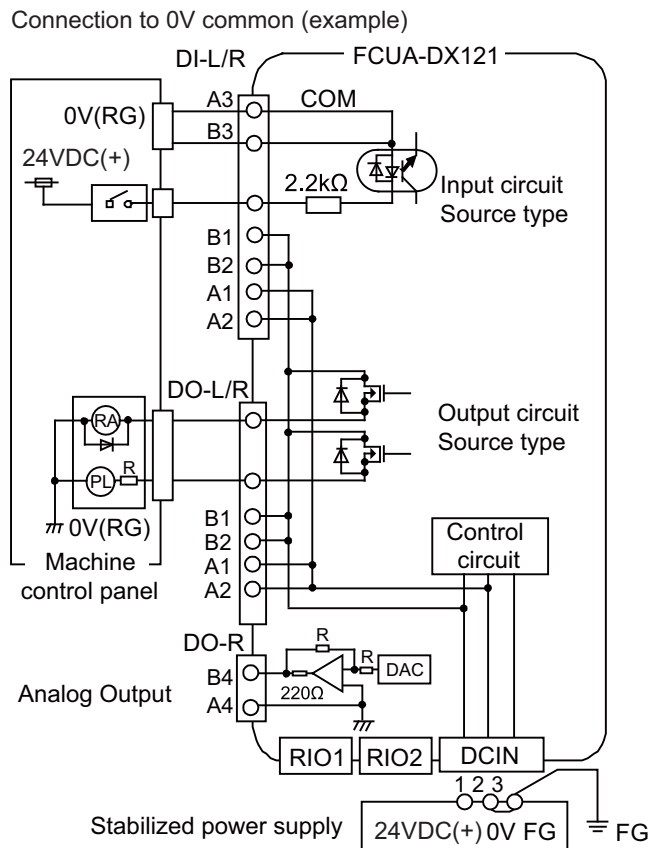 Connection to 0V common (example)
DI-L/R
FCUA-DX121
A3
COM
0V(RG)
B3
24VDC(+)
2.2kΩ
Input circuit
Source type
B1
B2
A1
A2
DO-L/R
RA
Output circuit
Source type
PL
R
0V(RG)
B1
B2
A1
A2
Machine
control panel
Control
circuit
DO-R
R
R
DAC
B4
220Ω
A4
Analog Output
RIO1
RIO2
DCIN
1 2 3
Stabilized power supply
24VDC(+) 0V FG
FG